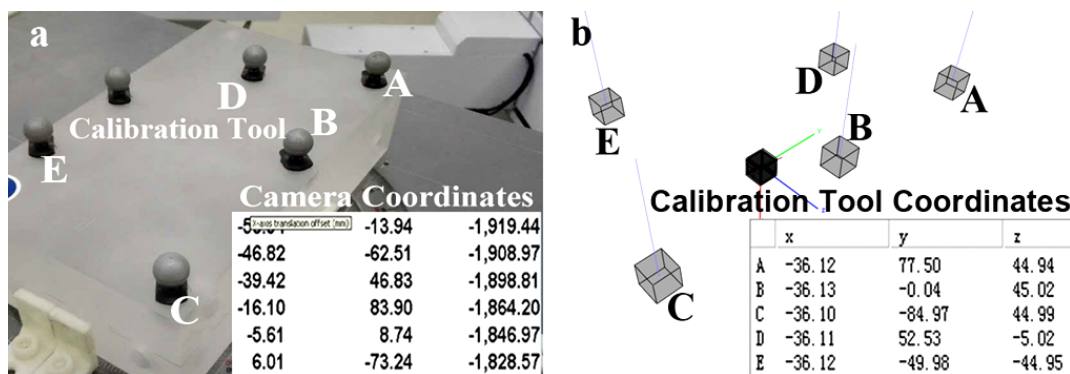 a
A
D
B
Calibration Tool
E
C
Camera Coordinates
X-axis translation offset (mm)
-13.94 -1,919.44
-46.82 -62.51 -1,908.97
-39.42 46.83 -1,898.81
-16.10 83.90 -1,864.20
-5.61 8.74 -1,846.97
6.01 -73.24 -1,828.57
b
D
A
B
E
C
Y
Z
Calibration Tool Coordinates
x y z
A -36.12 77.50 44.94
B -36.13 -0.04 45.02
C -36.10 -84.97 44.99
D -36.11 52.53 -5.02
E -36.12 -49.98 -44.95